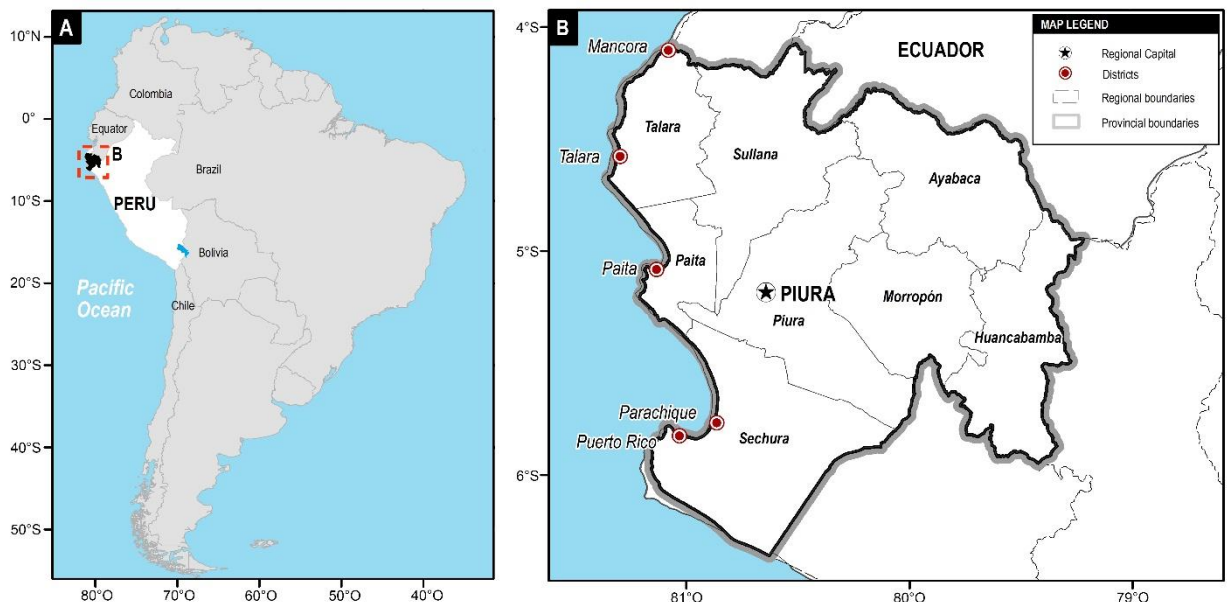 A
10°N
0°
10°S
20°S
30°S
40°S
50°S
80°O
70°O
60°O
50°O
40°O
Colombia
Equator
B
Brazil
PERU
Bolivia
Pacific
Ocean
Chile
B
4°S
5°S
6°S
81°O
80°O
79°O
Mancora
ECUADOR
MAP LEGEND
Regional Capital
Districts
Regional boundaries
Provincial boundaries
Talara
Sullana
Talara
Ayabaca
Paita
Paita
PIURA
Piura
Morropón
Huancabamba
Parachique
Puerto Rico
Sechura